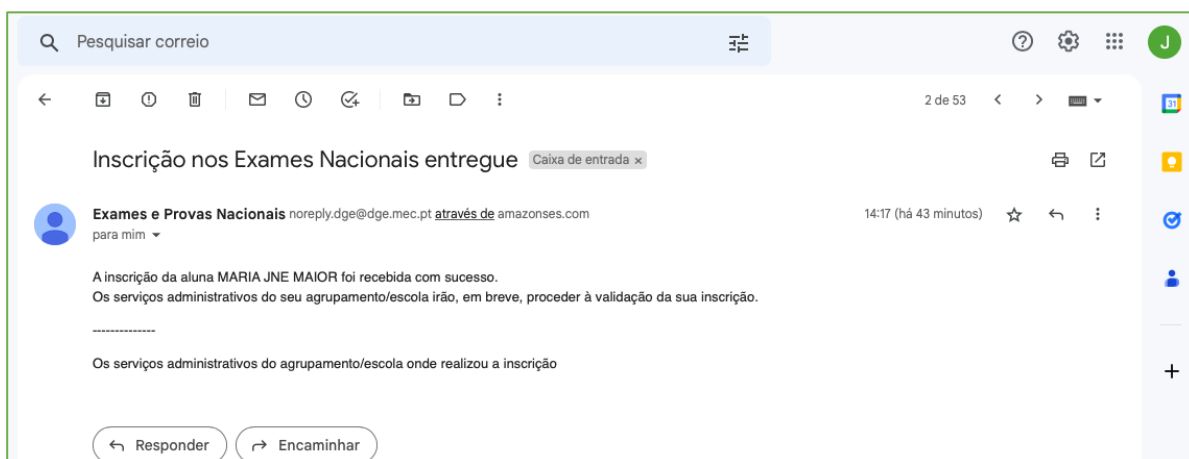 Pesquisar correio
J
2 de 53
31
Inscrição nos Exames Nacionais entregue Caixa de entrada ×
Exames e Provas Nacionais noreply.dge@dge.mec.pt através de amazonses.com 14:17 (há 43 minutos)
para mim
A inscrição da aluna MARIA JNE MAIOR foi recebida com sucesso.
Os serviços administrativos do seu agrupamento/escola irão, em breve, proceder à validação da sua inscrição.
--------------
Os serviços administrativos do agrupamento/escola onde realizou a inscrição
Responder Encaminhar